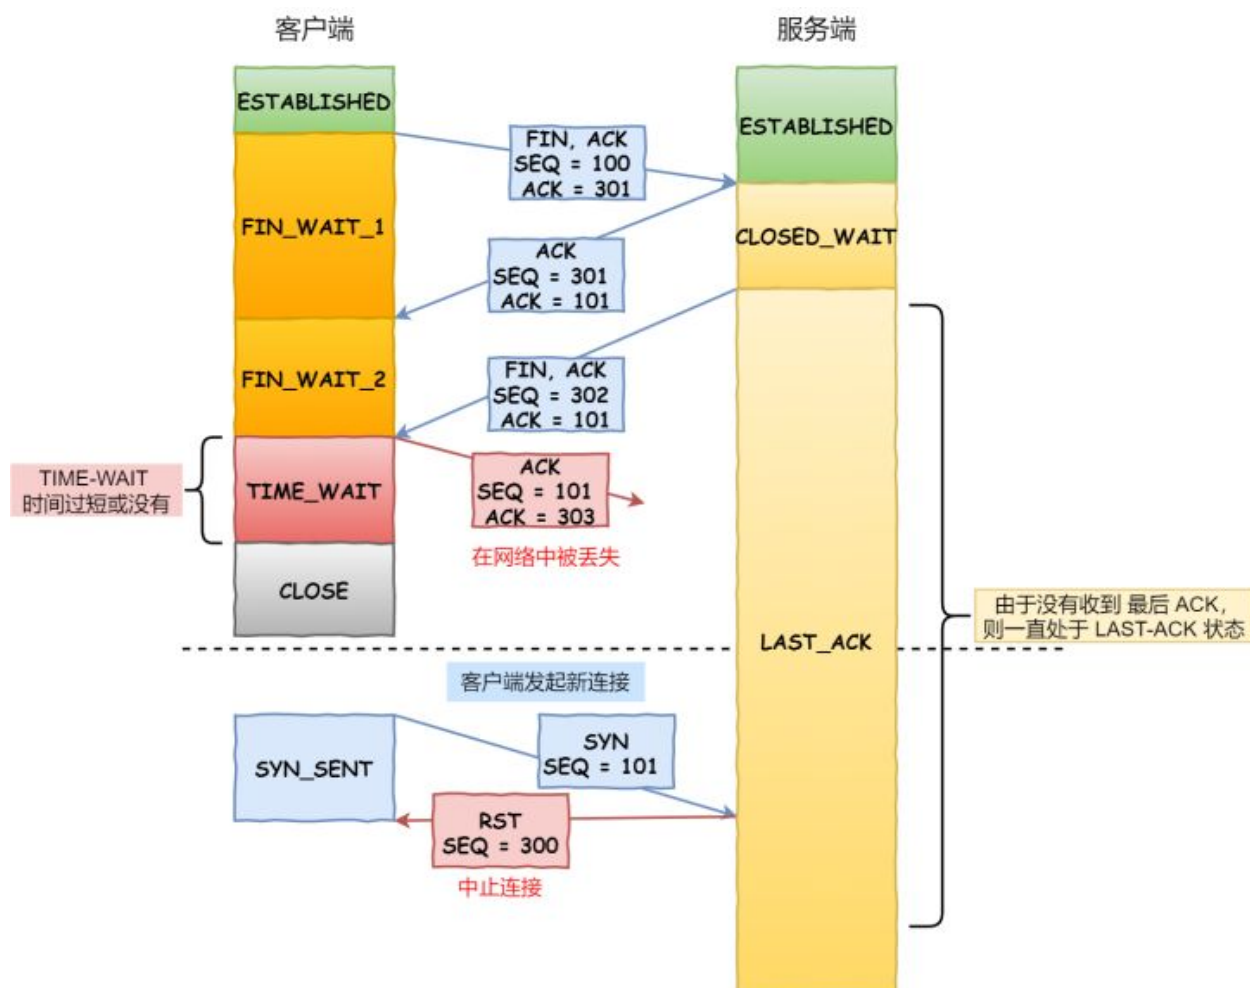 客户端
服务端
ESTABLISHED
ESTABLISHED
FIN, ACK
SEQ = 100
ACK = 301
FIN_WAIT_1
CLOSED_WAIT
ACK
SEQ = 301
ACK = 101
FIN_WAIT_2
FIN, ACK
SEQ = 302
ACK = 101
TIME-WAIT
时间过短或没有
TIME_WAIT
ACK
SEQ = 101
ACK = 303
在网络中被丢失
CLOSE
由于没有收到 最后 ACK,
则一直处于 LAST-ACK 状态
LAST_ACK
客户端发起新连接
SYN_SENT
SYN
SEQ = 101
RST
SEQ = 300
中止连接